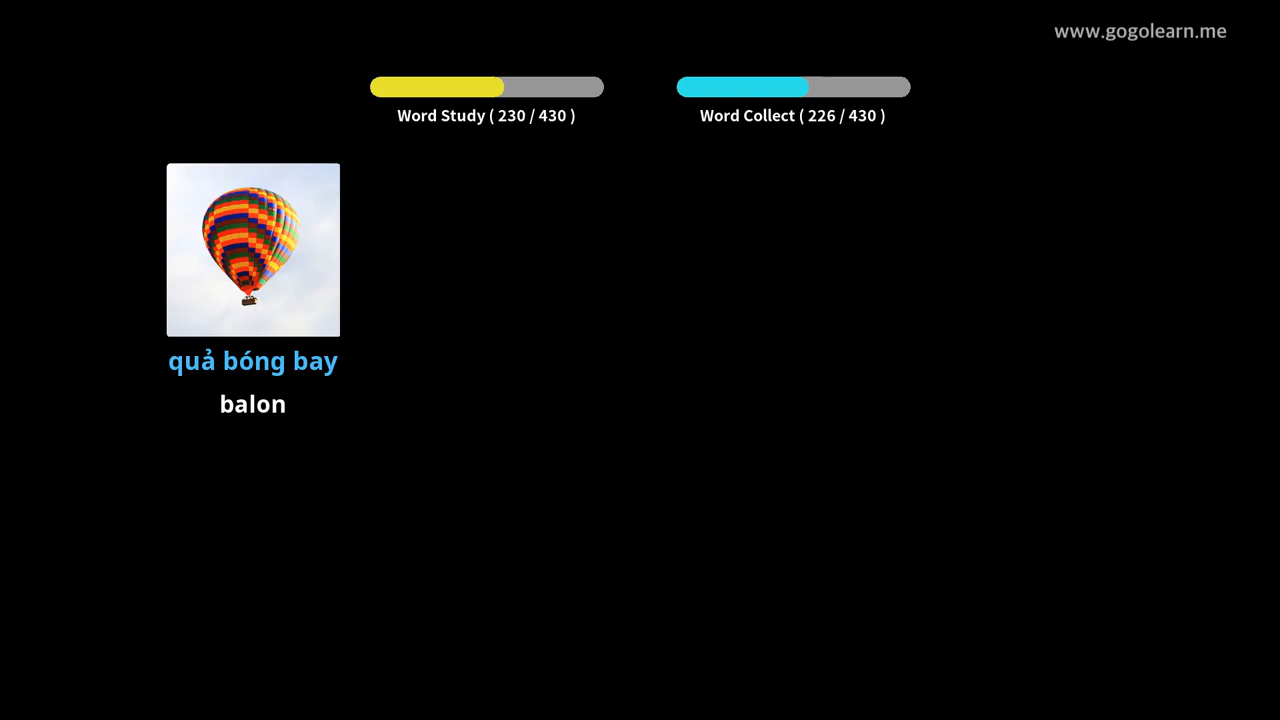 www.gogolearn.me
Word Study ( 230 / 430 )
Word Collect ( 226 / 430 )
quả bóng bay
balon